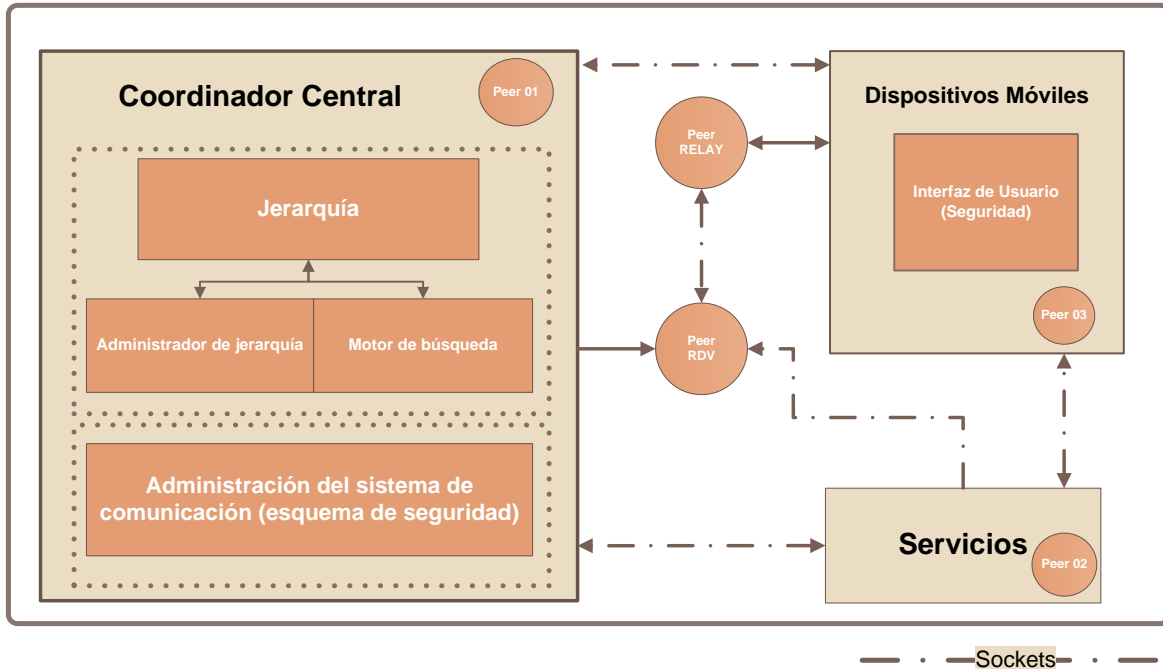 Coordinador Central
Peer 01
Jerarquía
Administrador de jerarquía
Motor de búsqueda
Administración del sistema de
comunicación (esquema de seguridad)
Peer
RELAY
Peer
RDV
Dispositivos Móviles
Interfaz de Usuario
(Seguridad)
Peer 03
Servicios
Peer 02
Sockets